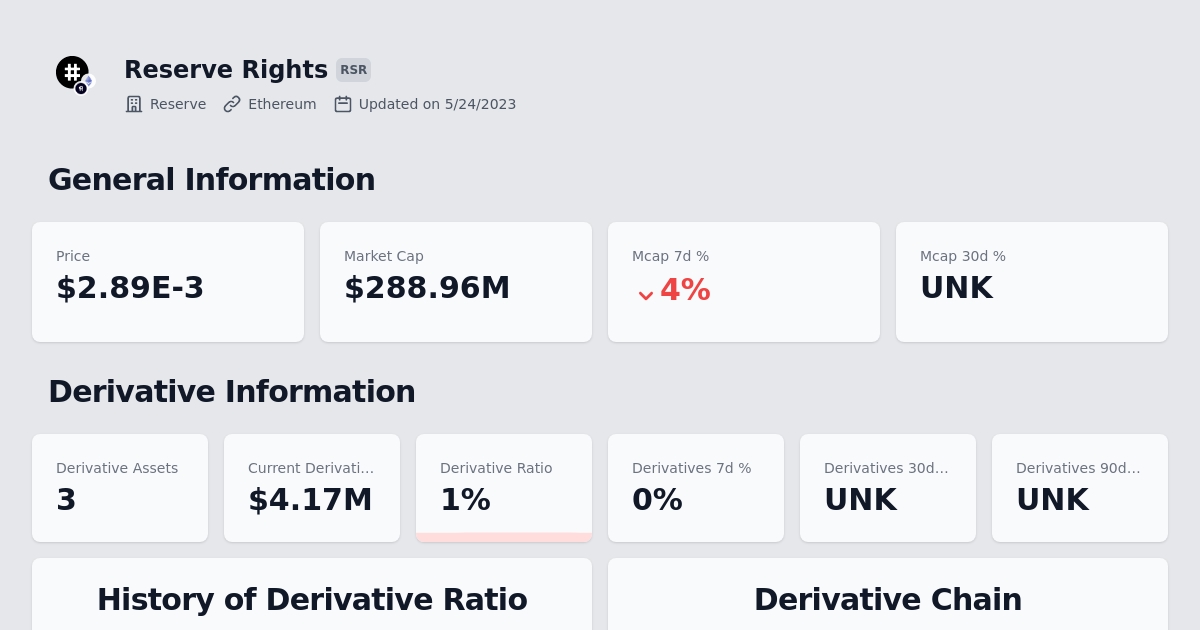 Reserve Rights RSR
Reserve Ethereum Updated on 5/24/2023
General Information
Price Market Cap Mcap 7d % Mcap 30d %
$2.89E-3 $288.96M 4% UNK
Derivative Information
Derivative Assets Current Derivati... Derivative Ratio Derivatives 7d % Derivatives 30d... Derivatives 90d...
3 $4.17M 1% 0% UNK UNK
History of Derivative Ratio Derivative Chain